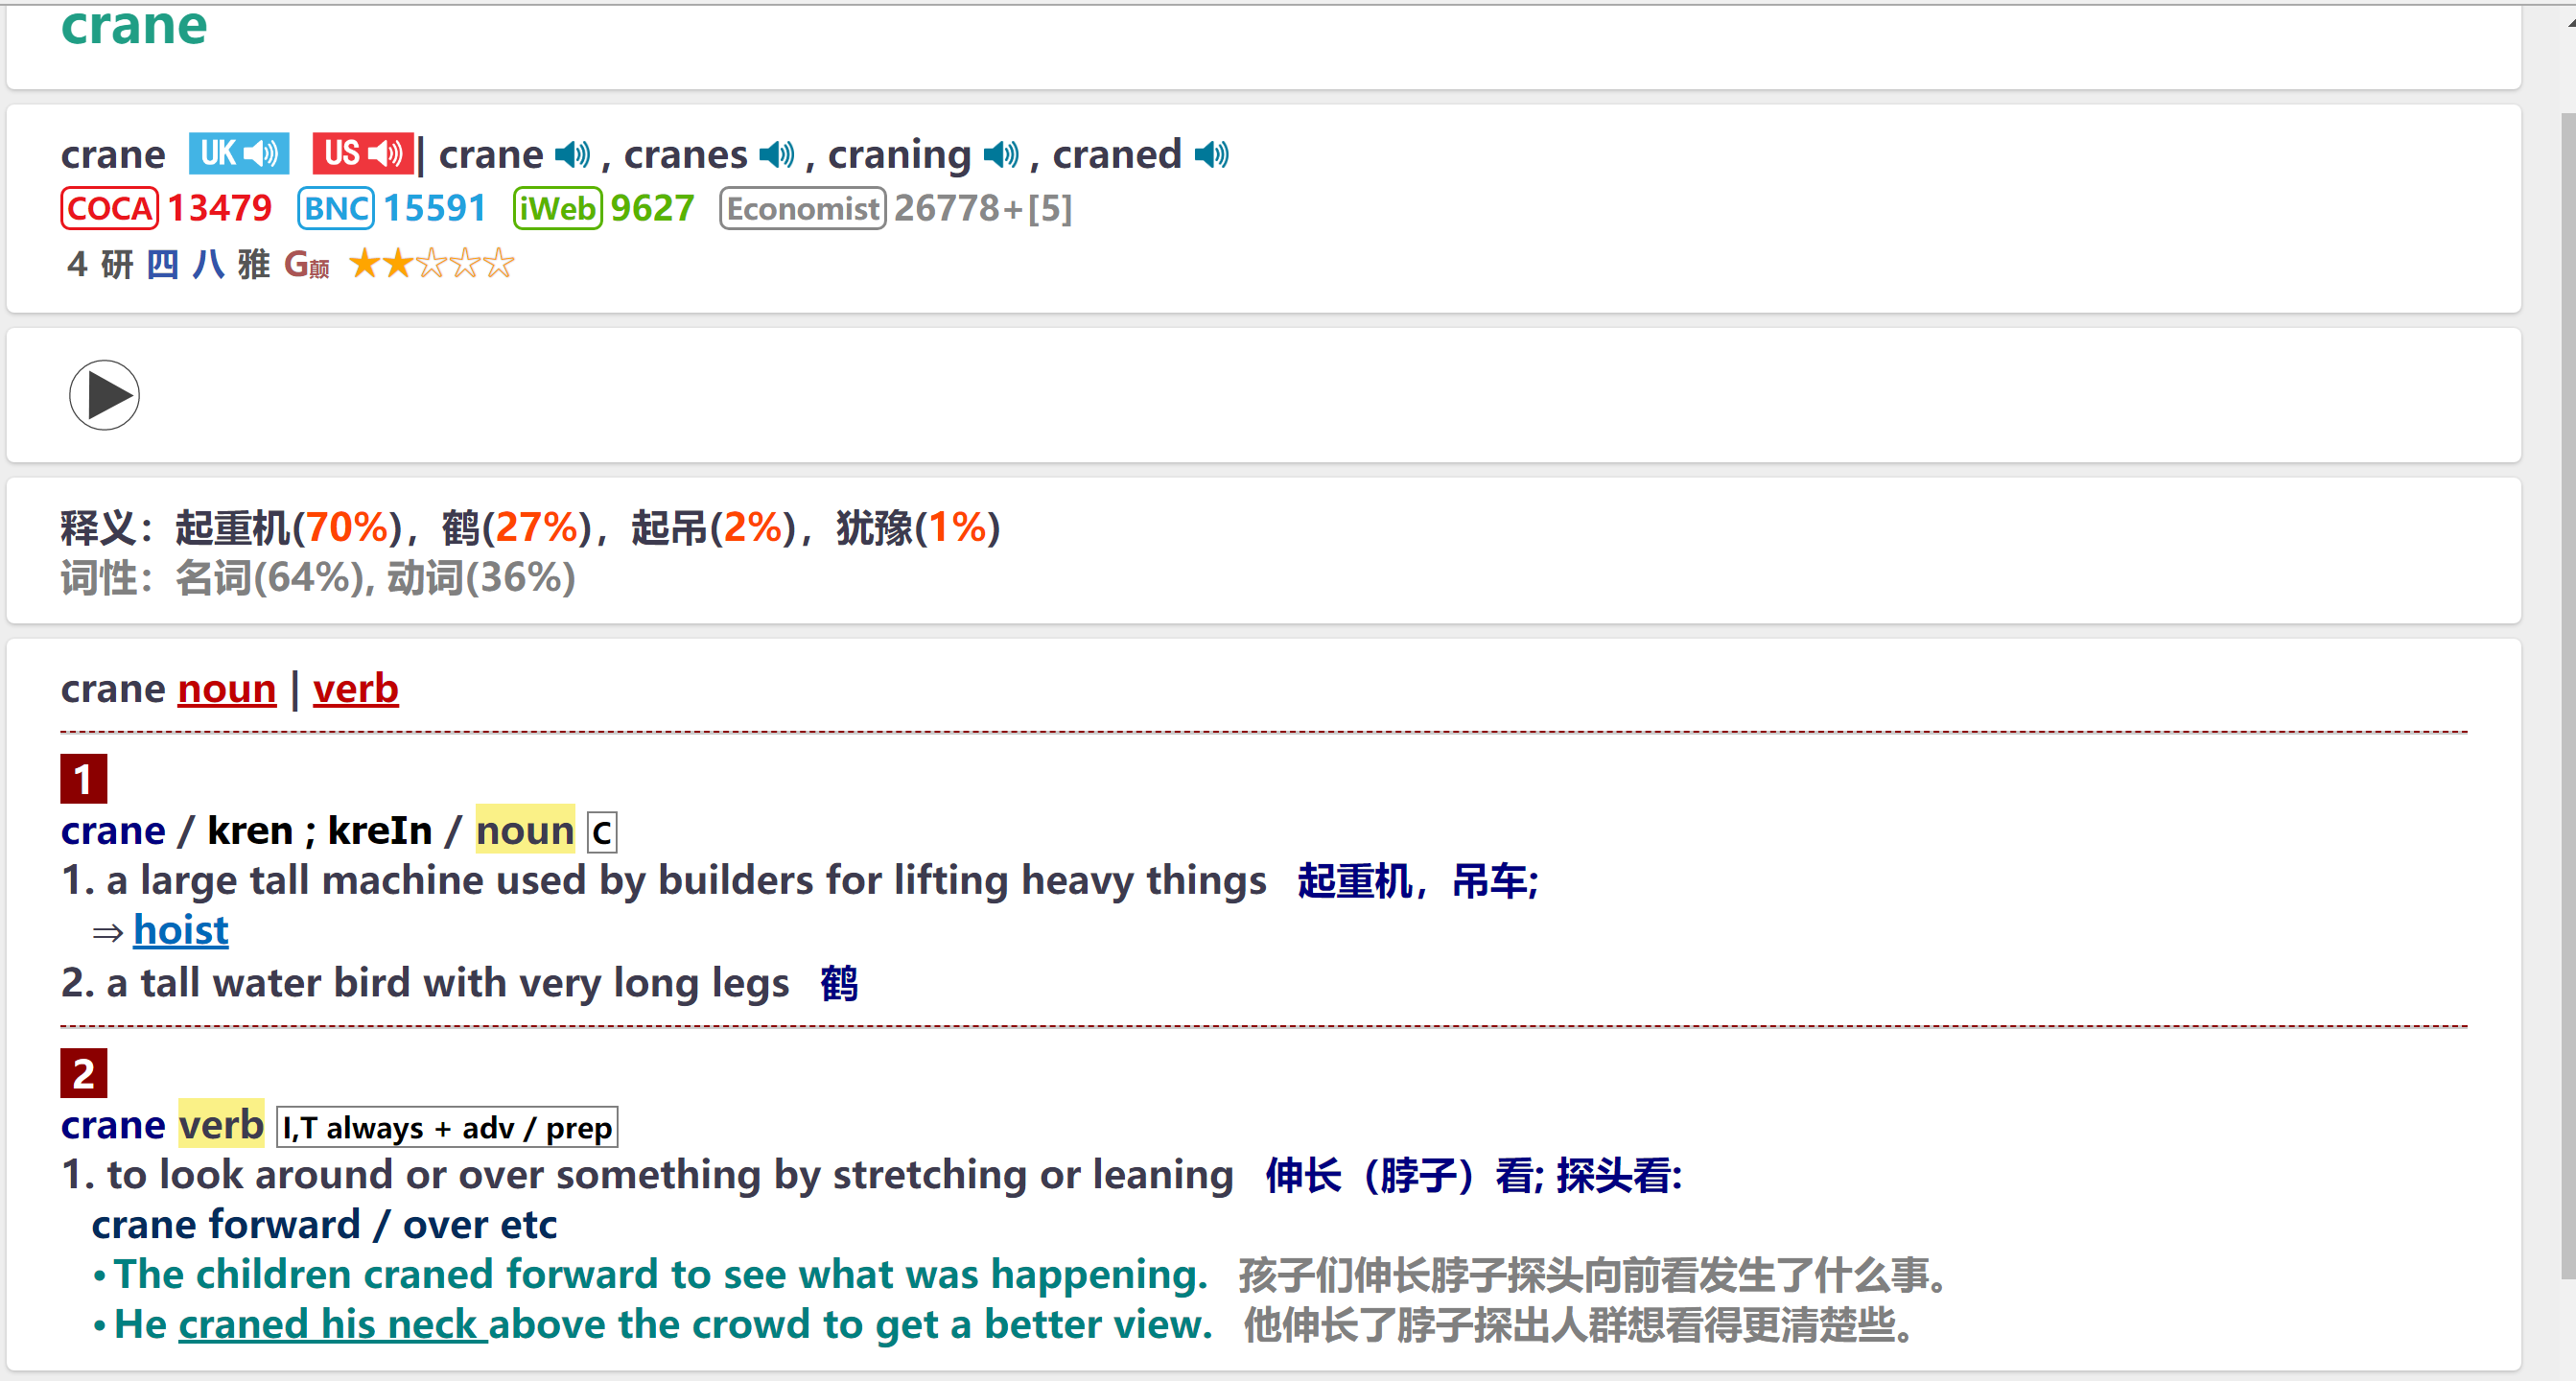 crane
crane UK US| crane , cranes , craning , craned
COCA 13479 BNC 15591 iWeb 9627 Economist 26778+[5]
4 研 四 八 雅 G颠 ★★☆☆☆
释义：起重机(70%)，鹤(27%)，起吊(2%)，犹豫(1%)
词性：名词(64%), 动词(36%)
crane noun | verb
1
crane / kren ; kreIn / noun C
1. a large tall machine used by builders for lifting heavy things 起重机，吊车;
⇒ hoist
2. a tall water bird with very long legs 鹤
2
crane verb I,T always + adv / prep
1. to look around or over something by stretching or leaning 伸长（脖子）看; 探头看:
crane forward / over etc
•The children craned forward to see what was happening. 孩子们伸长脖子探头向前看发生了什么事。
•He craned his neck above the crowd to get a better view. 他伸长了脖子探出人群想看得更清楚些。